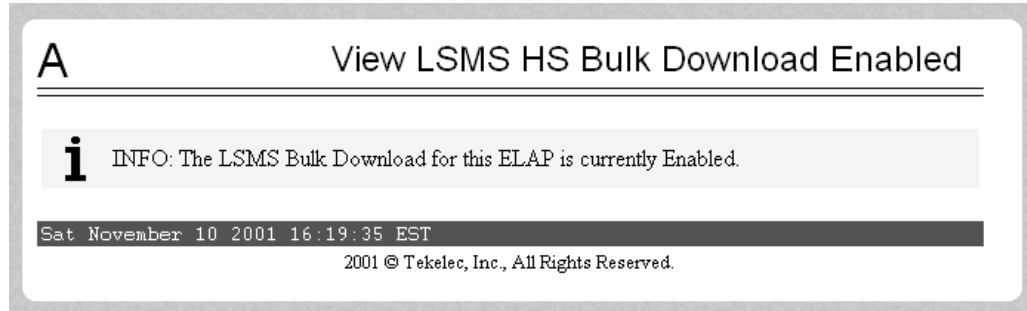 A View LSMS HS Bulk Download Enabled
i INFO: The LSMS Bulk Download for this ELAP is currently Enabled.
Sat November 10 2001 16:19:35 EST
2001 © Tekelec, Inc., All Rights Reserved.